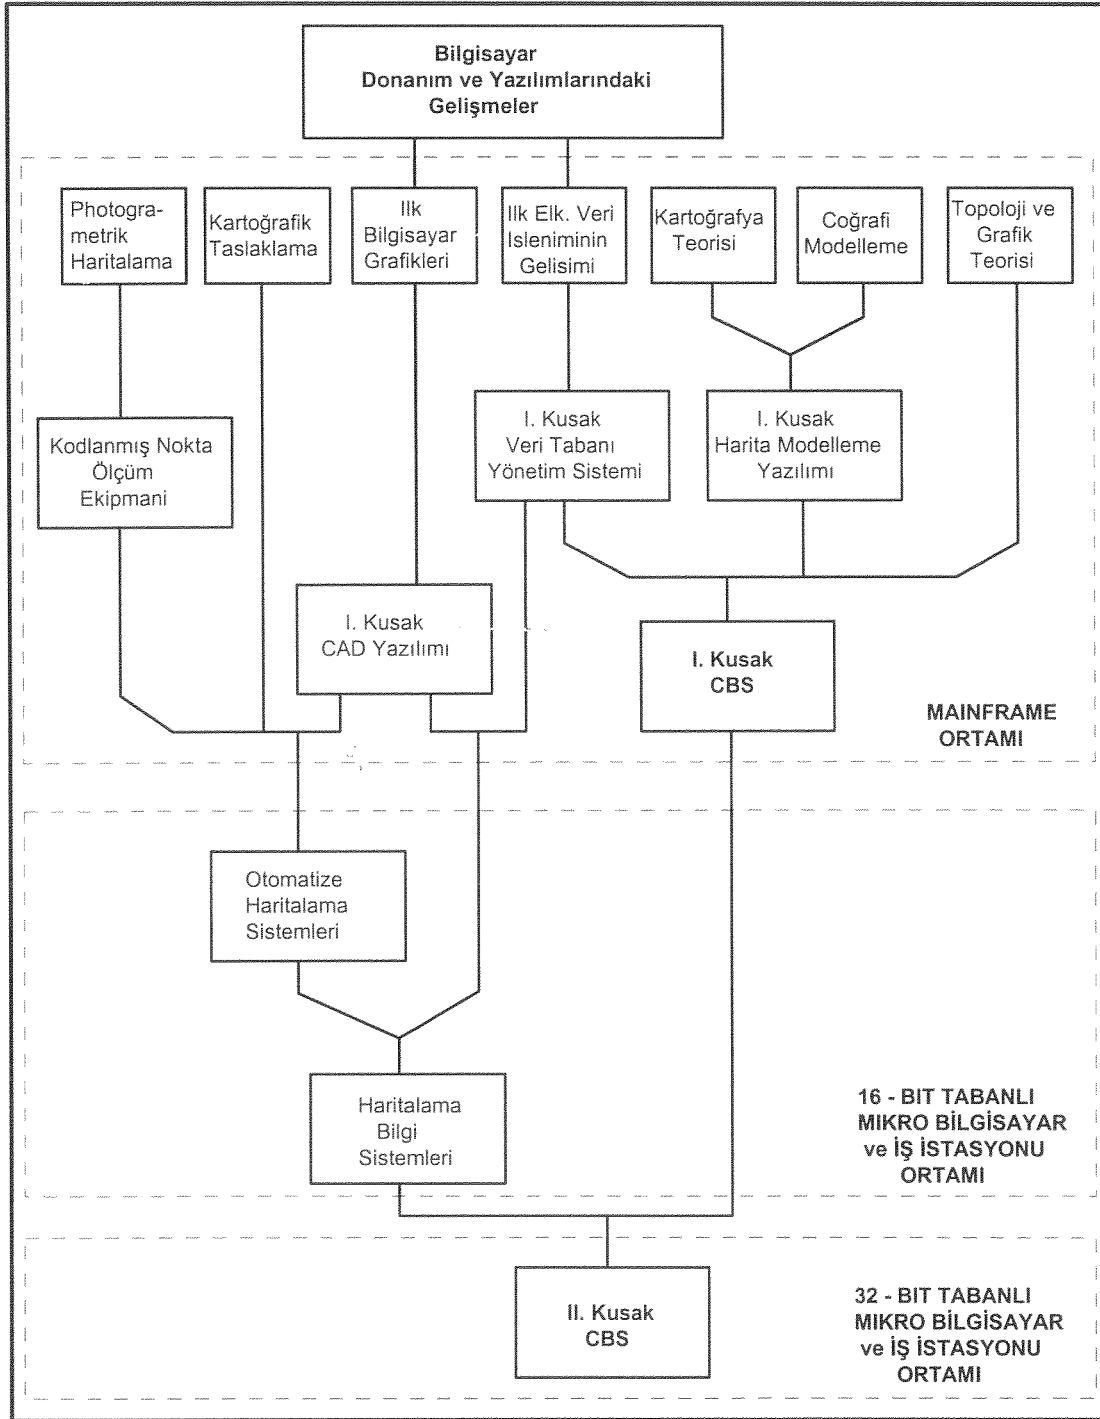 Bilgisayar
Donanım ve Yazılımlarındaki
Gelişmeler
Photogra-
metrik
Haritalama
Kartoğrafik
Taslaklama
Ilk
Bilgisayar
Grafikleri
Ilk Elk. Veri
Isleniminin
Gelisimi
Kartoğrafya
Teorisi
Coğrafi
Modelleme
Topoloji ve
Grafik
Teorisi
Kodlanmış Nokta
Ölçüm
Ekipmani
I. Kusak
Veri Tabanı
Yönetim Sistemi
I. Kusak
Harita Modelleme
Yazılımı
I. Kusak
CAD Yazılımı
I. Kusak
CBS
MAINFRAME
ORTAMI
Otomatize
Haritalama
Sistemleri
Haritalama
Bilgi
Sistemleri
16 - BIT TABANLI
MIKRO BİLGİSAYAR
ve İŞ İSTASYONU
ORTAMI
II. Kusak
CBS
32 - BIT TABANLI
MIKRO BİLGİSAYAR
ve İŞ İSTASYONU
ORTAMI